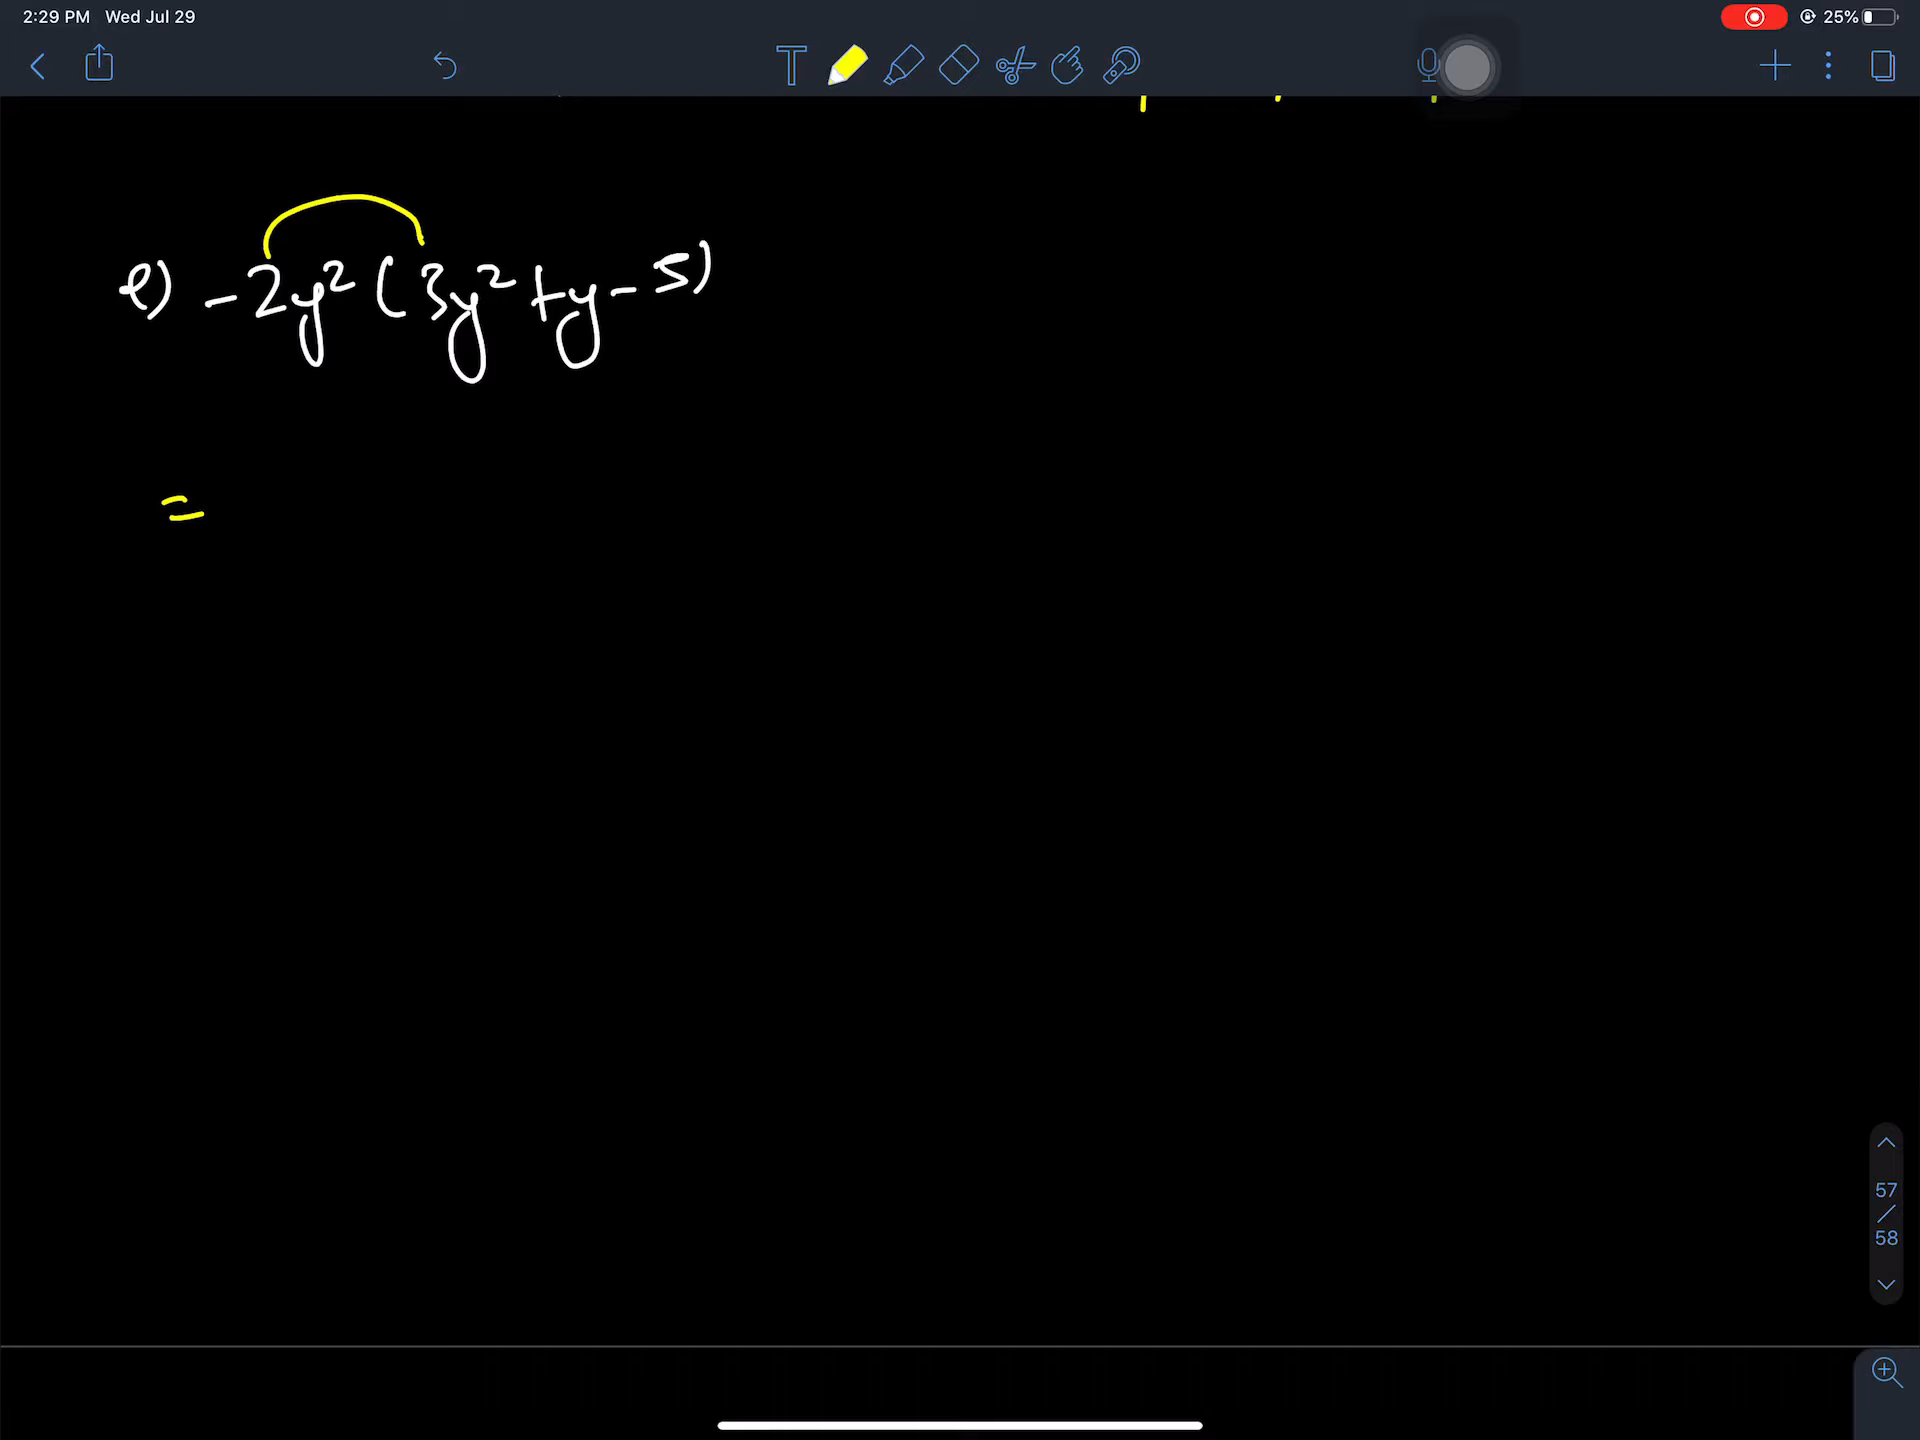 2:29 PM Wed Jul 29
25%
e) -2y² (3y² + y - 5)
=
57
/
58